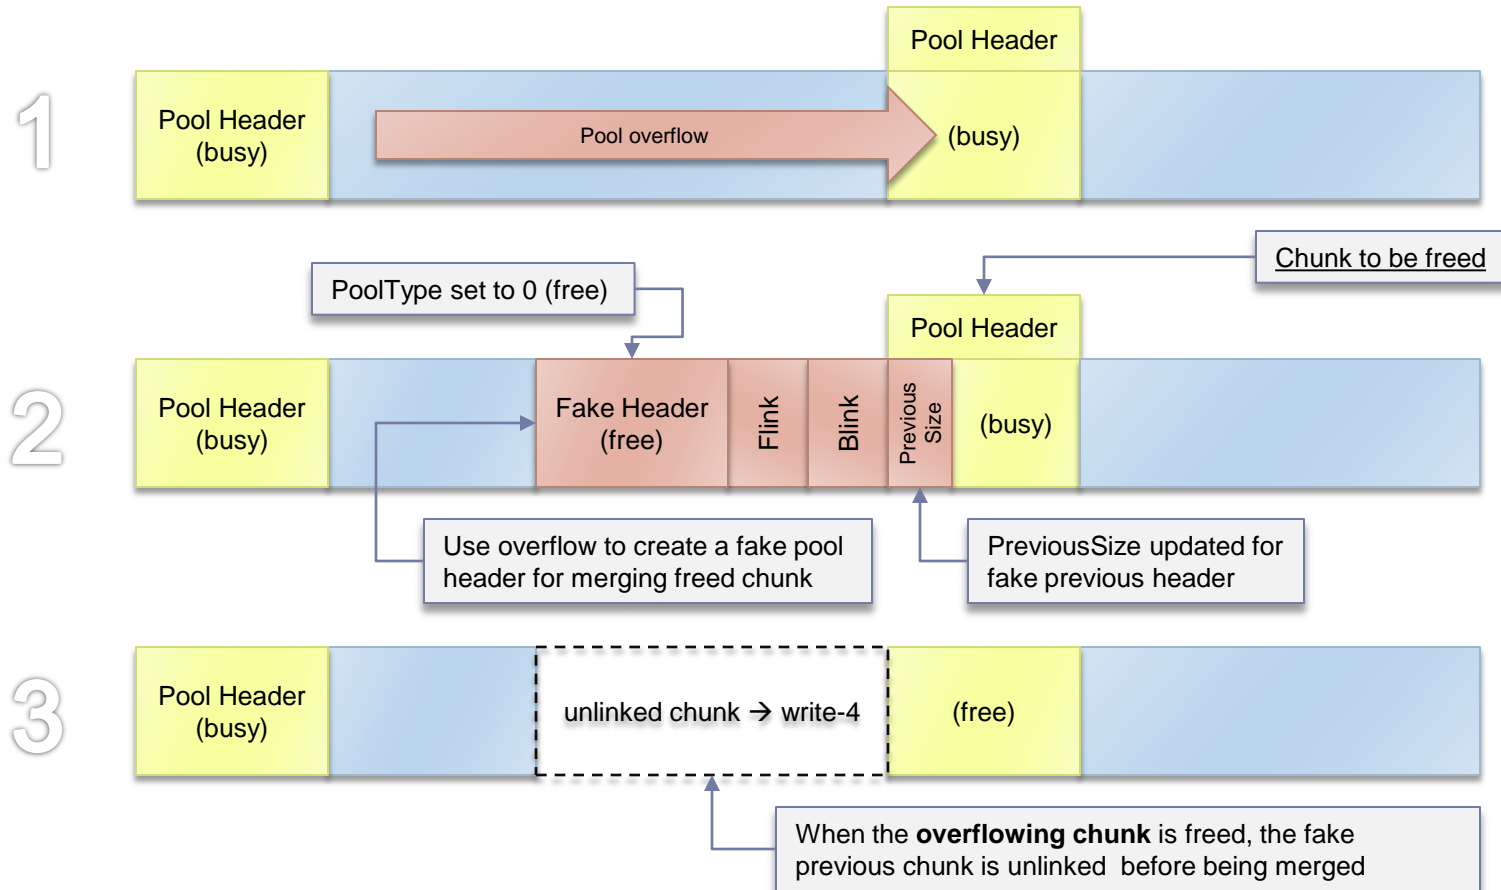 1
Pool Header
Pool Header
(busy)
Pool overflow
(busy)
Chunk to be freed
PoolType set to 0 (free)
2
Pool Header
Pool Header
(busy)
Fake Header
(free)
Flink
Blink
Previous
Size
(busy)
Use overflow to create a fake pool
header for merging freed chunk
PreviousSize updated for
fake previous header
3
Pool Header
(busy)
unlinked chunk → write-4
(free)
When the overflowing chunk is freed, the fake
previous chunk is unlinked before being merged